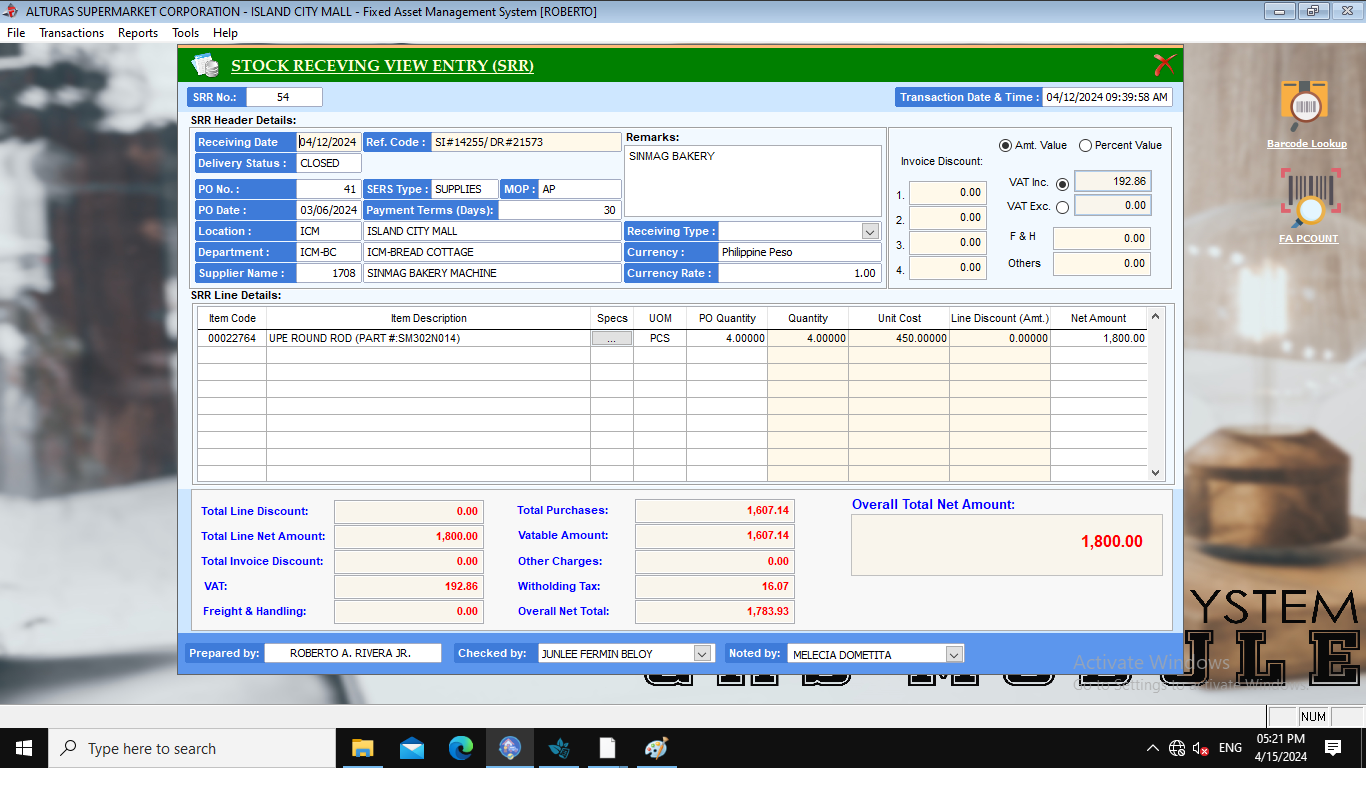 ALTURAS SUPERMARKET CORPORATION - ISLAND CITY MALL - Fixed Asset Management System [ROBERTO]
File Transactions Reports Tools Help
STOCK RECEVING VIEW ENTRY (SRR)
SRR No.: 54 Transaction Date & Time : 04/12/2024 09:39:58 AM
SRR Header Details:
Receiving Date 04/12/2024 Ref. Code : SI#14255/DR#21573
Delivery Status : CLOSED
PO No. : 41 SERS Type : SUPPLIES MOP : AP
PO Date : 03/06/2024 Payment Terms (Days): 30
Location : ICM ISLAND CITY MALL
Department : ICM-BC ICM-BREAD COTTAGE
Supplier Name : 1708 SINMAG BAKERY MACHINE
Remarks:
SINMAG BAKERY
Receiving Type :
Currency : Philippine Peso
Currency Rate : 1.00
Amt. Value Percent Value
Invoice Discount:
1. 0.00
2. 0.00
3. 0.00
4. 0.00
VAT Inc. 192.86
VAT Exc. 0.00
F & H 0.00
Others 0.00
Barcode Lookup
FA PCOUNT
SRR Line Details:
Item Code Item Description Specs UOM PO Quantity Quantity Unit Cost Line Discount (Amt.) Net Amount
00022764 UPE ROUND ROD (PART #:SM302N014) ... PCS 4.00000 4.00000 450.00000 0.00000 1,800.00
Total Line Discount: 0.00
Total Line Net Amount: 1,800.00
Total Invoice Discount: 0.00
VAT: 192.86
Freight & Handling: 0.00
Total Purchases: 1,607.14
Vatable Amount: 1,607.14
Other Charges: 0.00
Witholding Tax: 16.07
Overall Net Total: 1,783.93
Overall Total Net Amount:
1,800.00
YSTEM
Prepared by: ROBERTO A. RIVERA JR. Checked by: JUNLEE FERMIN BELOY Noted by: MELECIA DOMETITA
Activate Windows
Go to Settings to activate Windows.
NUM
Type here to search
ENG
05:21 PM
4/15/2024